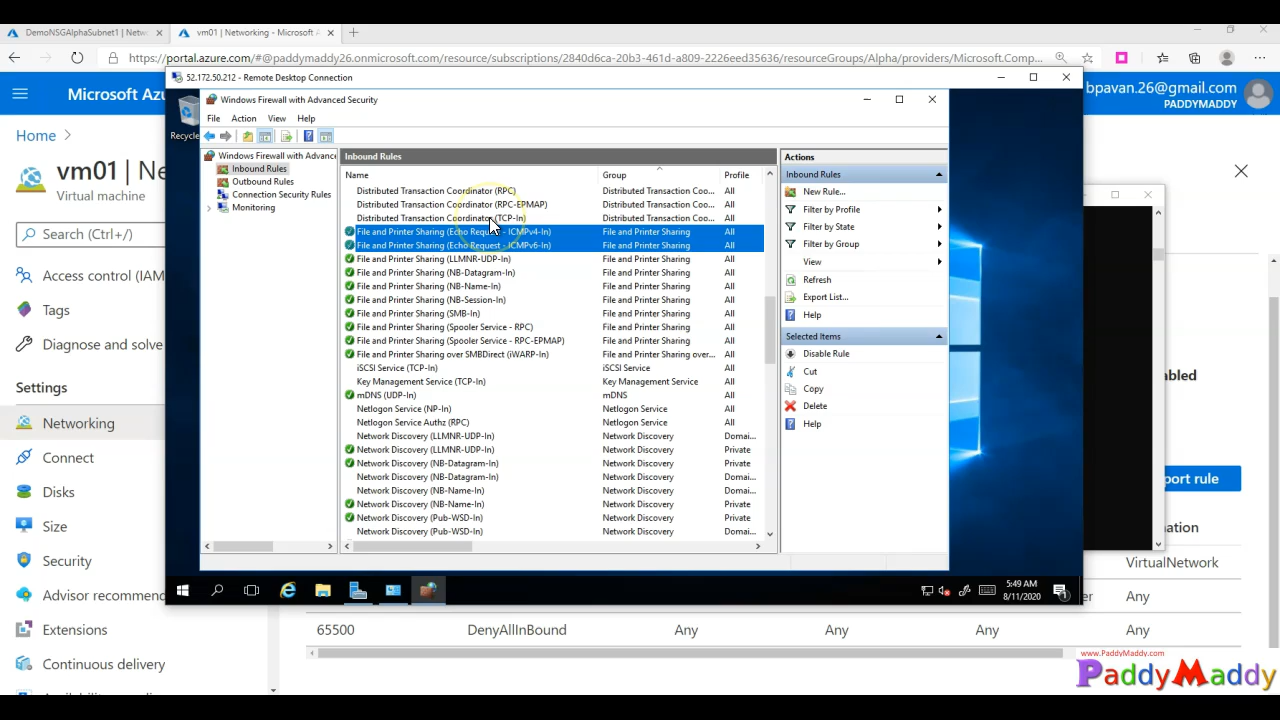 DemoNSGAlphaSubnet1 | Netw
vm01 | Networking - Microsoft A
https://portal.azure.com/#@paddymaddy26.onmicrosoft.com/resource/subscriptions/2840d6ca-20b3-461d-a809-2226eed35636/resourceGroups/Alpha/providers/Microsoft.Comp...
Microsoft Az
bpavan.26@gmail.com
PADDYMADDY
52.172.50.212 - Remote Desktop Connection
Home
vm01 | Ne
Virtual machine
Search (Ctrl+/)
Access control (IAM
Tags
Diagnose and solve
Settings
Networking
Connect
Disks
Size
Security
Advisor recommend
Extensions
Continuous delivery
Recycle
Windows Firewall with Advanced Security
File Action View Help
Windows Firewall with Advance
Inbound Rules
Outbound Rules
Connection Security Rules
Monitoring
Inbound Rules
Name Group Profile
Distributed Transaction Coordinator (RPC) Distributed Transaction Coo... All
Distributed Transaction Coordinator (RPC-EPMAP) Distributed Transaction Coo... All
Distributed Transaction Coordinator (TCP-In) Distributed Transaction Coo... All
File and Printer Sharing (Echo Request - ICMPv4-In) File and Printer Sharing All
File and Printer Sharing (Echo Request - ICMPv6-In) File and Printer Sharing All
File and Printer Sharing (LLMNR-UDP-In) File and Printer Sharing All
File and Printer Sharing (NB-Datagram-In) File and Printer Sharing All
File and Printer Sharing (NB-Name-In) File and Printer Sharing All
File and Printer Sharing (NB-Session-In) File and Printer Sharing All
File and Printer Sharing (SMB-In) File and Printer Sharing All
File and Printer Sharing (Spooler Service - RPC) File and Printer Sharing All
File and Printer Sharing (Spooler Service - RPC-EPMAP) File and Printer Sharing All
File and Printer Sharing over SMBDirect (iWARP-In) File and Printer Sharing over... All
iSCSI Service (TCP-In) iSCSI Service All
Key Management Service (TCP-In) Key Management Service All
mDNS (UDP-In) mDNS All
Netlogon Service (NP-In) Netlogon Service All
Netlogon Service Authz (RPC) Netlogon Service All
Network Discovery (LLMNR-UDP-In) Network Discovery Domai...
Network Discovery (LLMNR-UDP-In) Network Discovery Private
Network Discovery (NB-Datagram-In) Network Discovery Private
Network Discovery (NB-Datagram-In) Network Discovery Domai...
Network Discovery (NB-Name-In) Network Discovery Domai...
Network Discovery (NB-Name-In) Network Discovery Private
Network Discovery (Pub-WSD-In) Network Discovery Private
Network Discovery (Pub-WSD-In) Network Discovery Domai...
Actions
Inbound Rules
New Rule...
Filter by Profile
Filter by State
Filter by Group
View
Refresh
Export List...
Help
Selected Items
Disable Rule
Cut
Copy
Delete
Help
5:49 AM
8/11/2020
abled
port rule
ation
VirtualNetwork
er Any
65500 DenyAllInBound Any Any Any Any
www.PaddyMaddy.com
PaddyMaddy